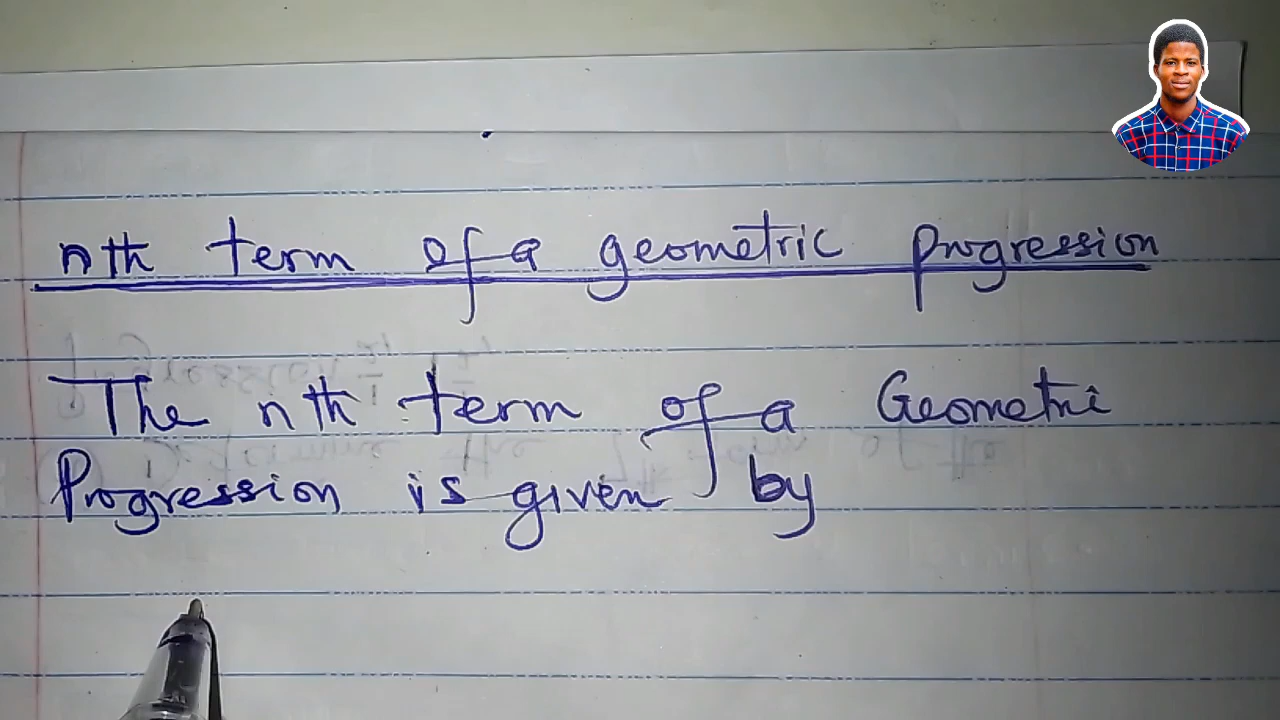 nth term of a geometric progression
The nth term of a Geometri
Progression is given by